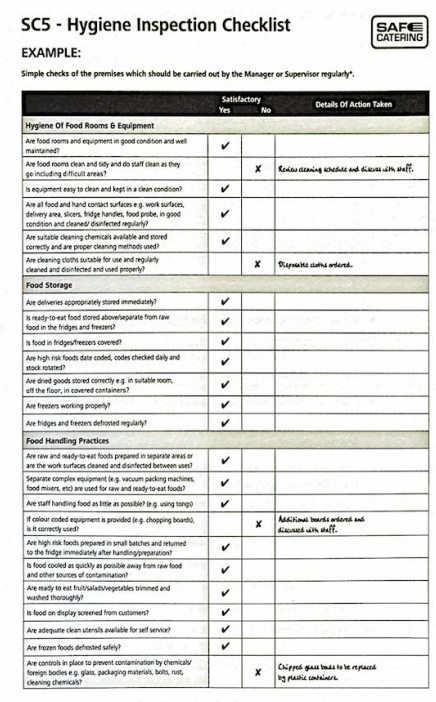 SC5 - Hygiene Inspection Checklist
SAFE
CATERING
EXAMPLE:
Simple checks of the premises which should be carried out by the Manager or Supervisor regularly*.
Satisfactory
Yes No
Details Of Action Taken
Hygiene Of Food Rooms & Equipment
Are food rooms and equipment in good condition and well
maintained? ✓
Are food rooms clean and tidy and do staff clean as they
go including difficult areas? ✗ Review cleaning schedule and discuss with staff.
Is equipment easy to clean and kept in a clean condition? ✓
Are all food and hand contact surfaces e.g. work surfaces,
delivery area, slicers, fridge handles, food probe, in good
condition and cleaned/ disinfected regularly? ✓
Are suitable cleaning chemicals available and stored
correctly and are proper cleaning methods used? ✓
Are cleaning cloths suitable for use and regularly
cleaned and disinfected and used properly? ✗ Disposable cloths ordered.
Food Storage
Are deliveries appropriately stored immediately? ✓
Is ready-to-eat food stored above/separate from raw
food in the fridges and freezers? ✓
Is food in fridges/freezers covered? ✓
Are high risk foods date coded, codes checked daily and
stock rotated? ✓
Are dried goods stored correctly e.g. in suitable room,
off the floor, in covered containers? ✓
Are freezers working properly? ✓
Are fridges and freezers defrosted regularly? ✓
Food Handling Practices
Are raw and ready-to-eat foods prepared in separate areas or
are the work surfaces cleaned and disinfected between uses? ✓
Separate complex equipment (e.g. vacuum packing machines,
food mixers, etc) are used for raw and ready-to-eat foods? ✓
Are staff handling food as little as possible? (e.g. using tongs) ✓
If colour coded equipment is provided (e.g. chopping boards),
is it correctly used? ✗ Additional boards ordered and
discussed with staff.
Are high risk foods prepared in small batches and returned
to the fridge immediately after handling/preparation? ✓
Is food cooled as quickly as possible away from raw food
and other sources of contamination? ✓
Are ready to eat fruit/salads/vegetables trimmed and
washed thoroughly? ✓
Is food on display screened from customers? ✓
Are adequate clean utensils available for self service? ✓
Are frozen foods defrosted safely? ✓
Are controls in place to prevent contamination by chemicals/
foreign bodies e.g. glass, packaging materials, bolts, rust,
cleaning chemicals? ✗ Chipped glass bowls to be replaced
by plastic containers.